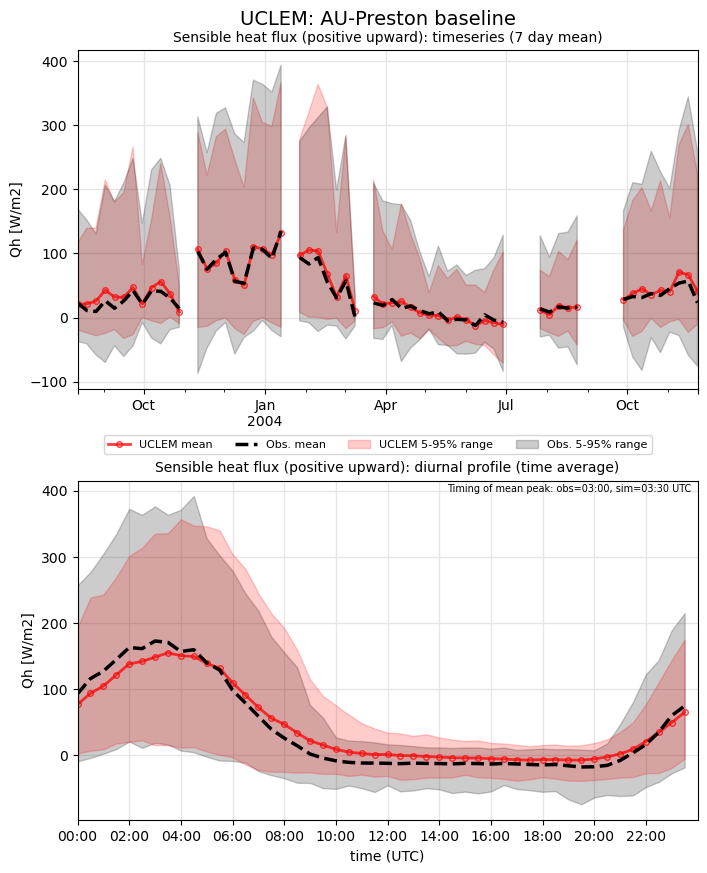 UCLEM: AU-Preston baseline
Sensible heat flux (positive upward): timeseries (7 day mean)
400
300
200
100
0
−100
Qh [W/m2]
Oct Jan Apr Jul Oct
2004
UCLEM mean Obs. mean UCLEM 5-95% range Obs. 5-95% range
Sensible heat flux (positive upward): diurnal profile (time average)
Timing of mean peak: obs=03:00, sim=03:30 UTC
400
300
200
100
0
Qh [W/m2]
00:00 02:00 04:00 06:00 08:00 10:00 12:00 14:00 16:00 18:00 20:00 22:00
time (UTC)